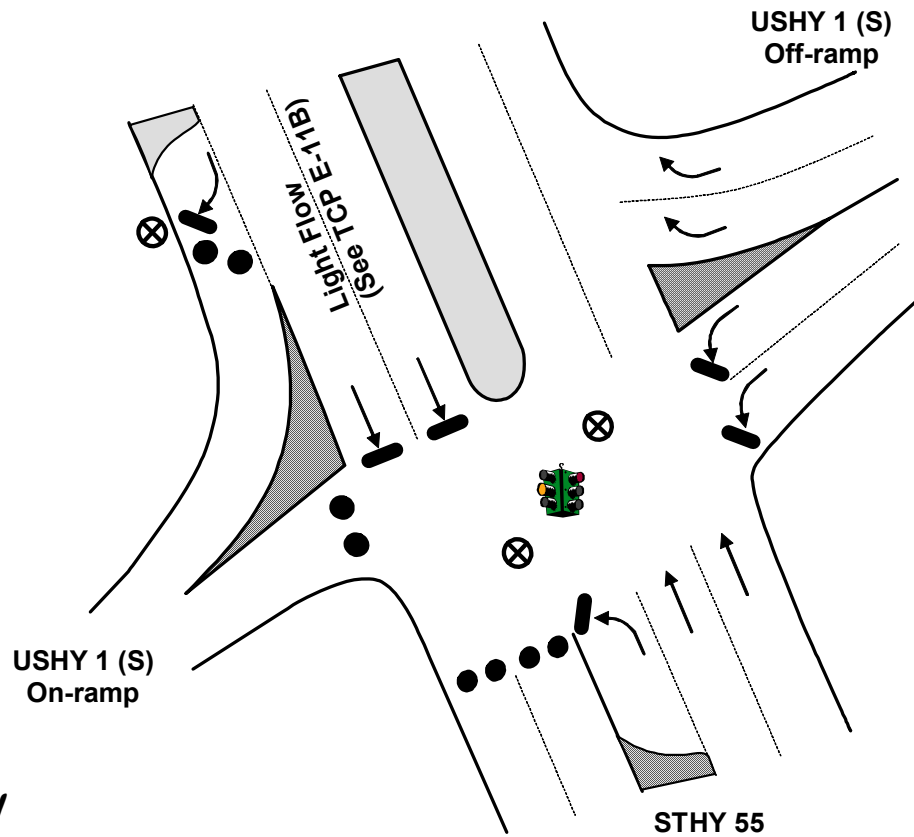 USHY 1 (S)
Off-ramp
Light Flow
(See TCP E-11B)
USHY 1 (S)
On-ramp
STHY 55